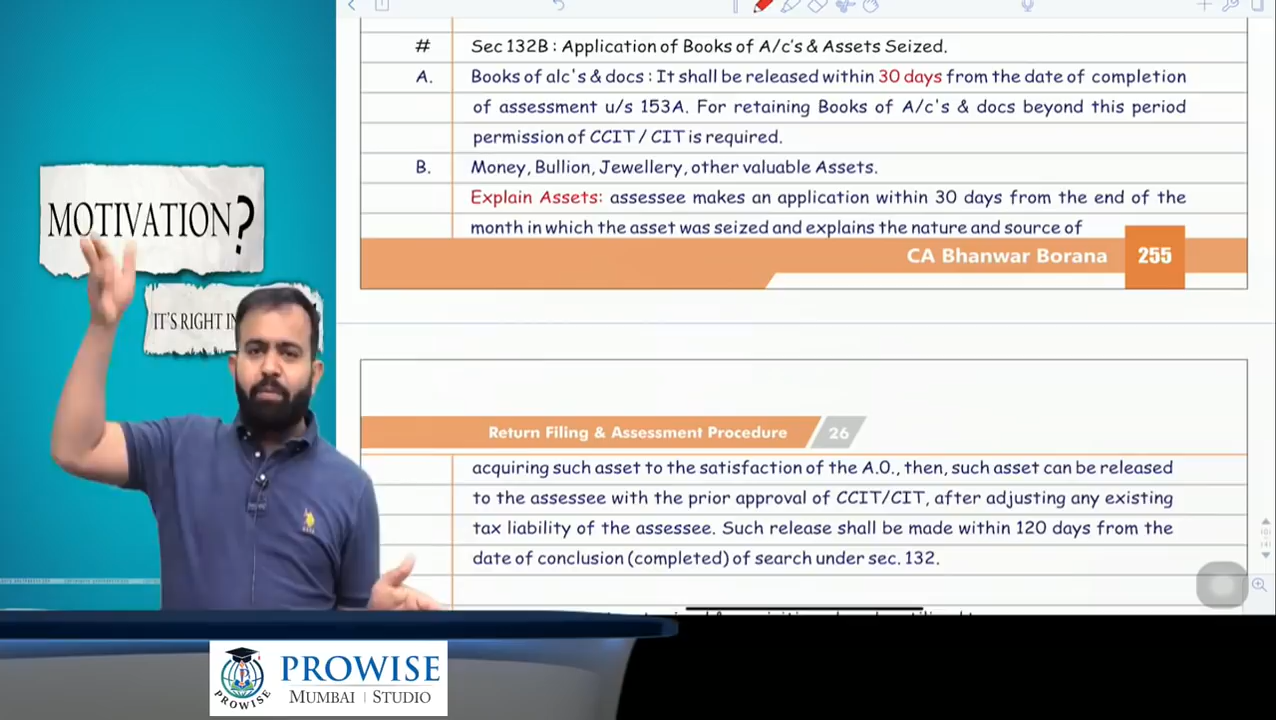 # Sec 132B : Application of Books of A/c's & Assets Seized.
A. Books of alc's & docs : It shall be released within 30 days from the date of completion
of assessment u/s 153A. For retaining Books of A/c's & docs beyond this period
permission of CCIT / CIT is required.
B. Money, Bullion, Jewellery, other valuable Assets.
Explain Assets: assessee makes an application within 30 days from the end of the
month in which the asset was seized and explains the nature and source of
CA Bhanwar Borana 255
MOTIVATION?
IT'S RIGHT IN
Return Filing & Assessment Procedure 26
acquiring such asset to the satisfaction of the A.O., then, such asset can be released
to the assessee with the prior approval of CCIT/CIT, after adjusting any existing
tax liability of the assessee. Such release shall be made within 120 days from the
date of conclusion (completed) of search under sec. 132.
PROWISE
PROWISE
MUMBAI | STUDIO